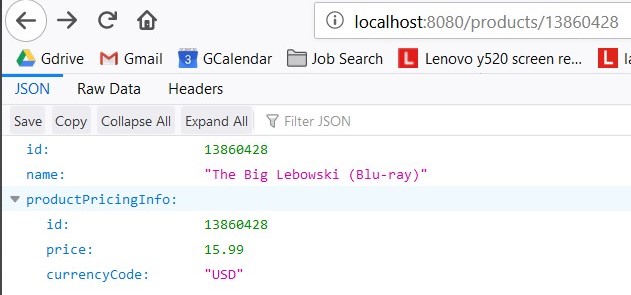 localhost:8080/products/13860428
Gdrive Gmail 3 GCalendar Job Search L Lenovo y520 screen re... L
JSON Raw Data Headers
Save Copy Collapse All Expand All Filter JSON
id: 13860428
name: "The Big Lebowski (Blu-ray)"
productPricingInfo:
id: 13860428
price: 15.99
currencyCode: "USD"